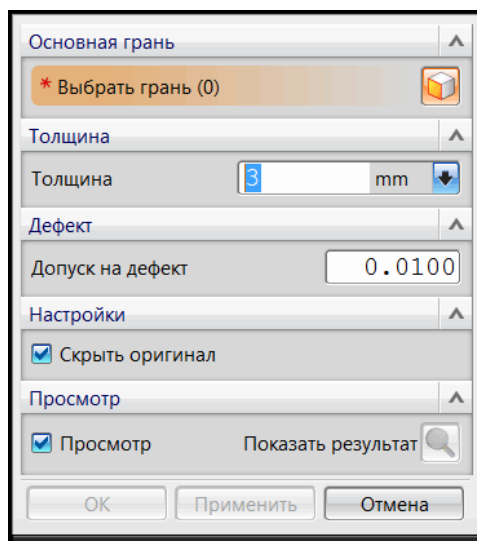 Основная грань
* Выбрать грань (0)
Толщина
Толщина 3 mm
Дефект
Допуск на дефект 0.0100
Настройки
Скрыть оригинал
Просмотр
Просмотр Показать результат
ОК Применить Отмена